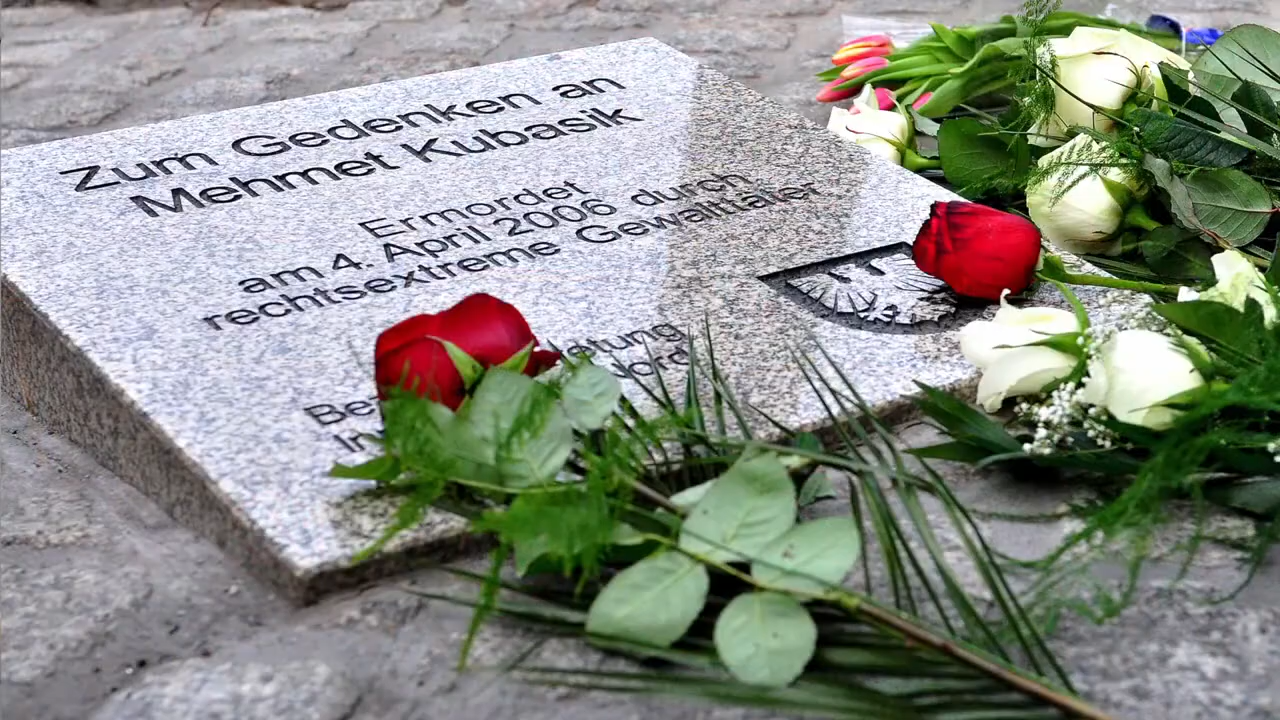 Zum Gedenken an
Mehmet Kubasik
Ermordet
am 4. April 2006 durch
rechtsextreme Gewalttäter